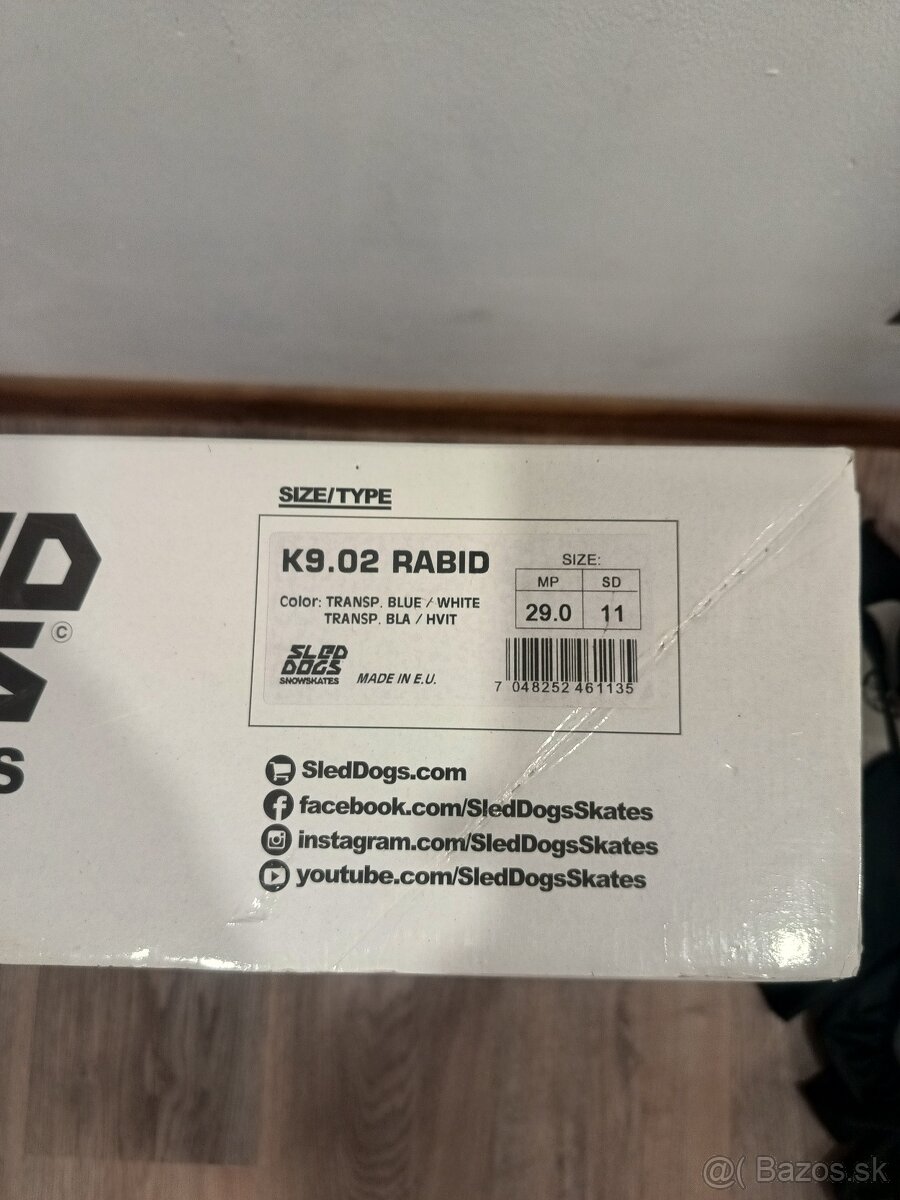 SIZE/TYPE
K9.02 RABID
Color: TRANSP. BLUE / WHITE
TRANSP. BLA / HVIT
SLED
DOGS
SNOWSKATES
MADE IN E.U.
SIZE:
MP SD
29.0 11
7 048252 461135
©
S
SledDogs.com
facebook.com/SledDogsSkates
instagram.com/SledDogsSkates
youtube.com/SledDogsSkates
@( Bazos.sk